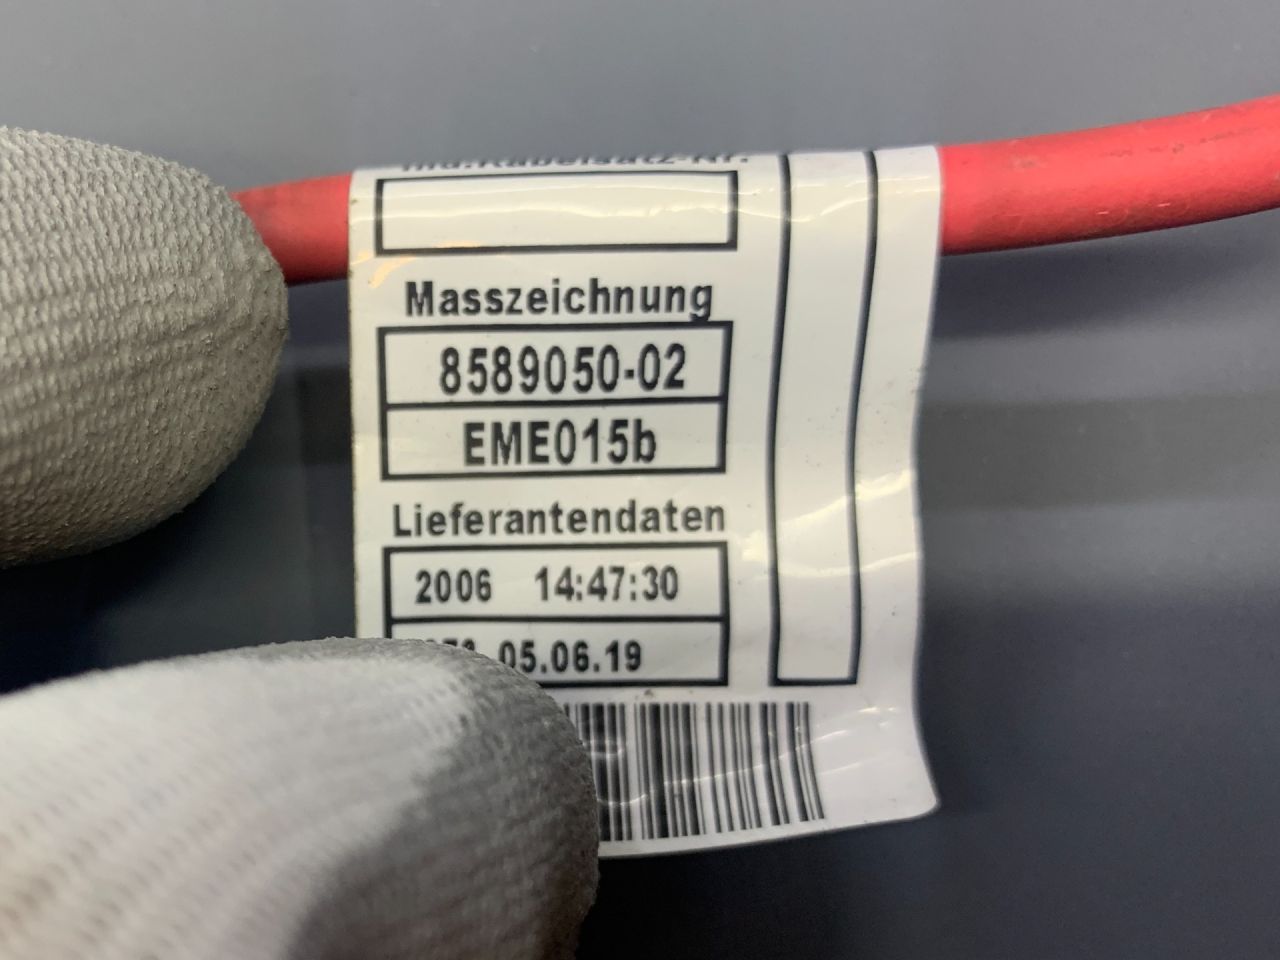 Masszeichnung
8589050-02
EME015b
Lieferantendaten
2006 14:47:30
05.06.19